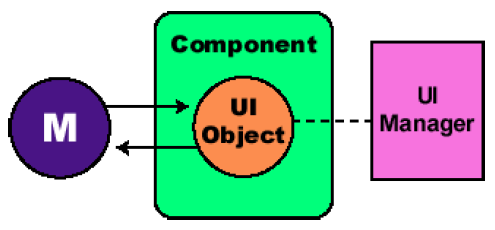 Component
M
UI
Object
UI
Manager